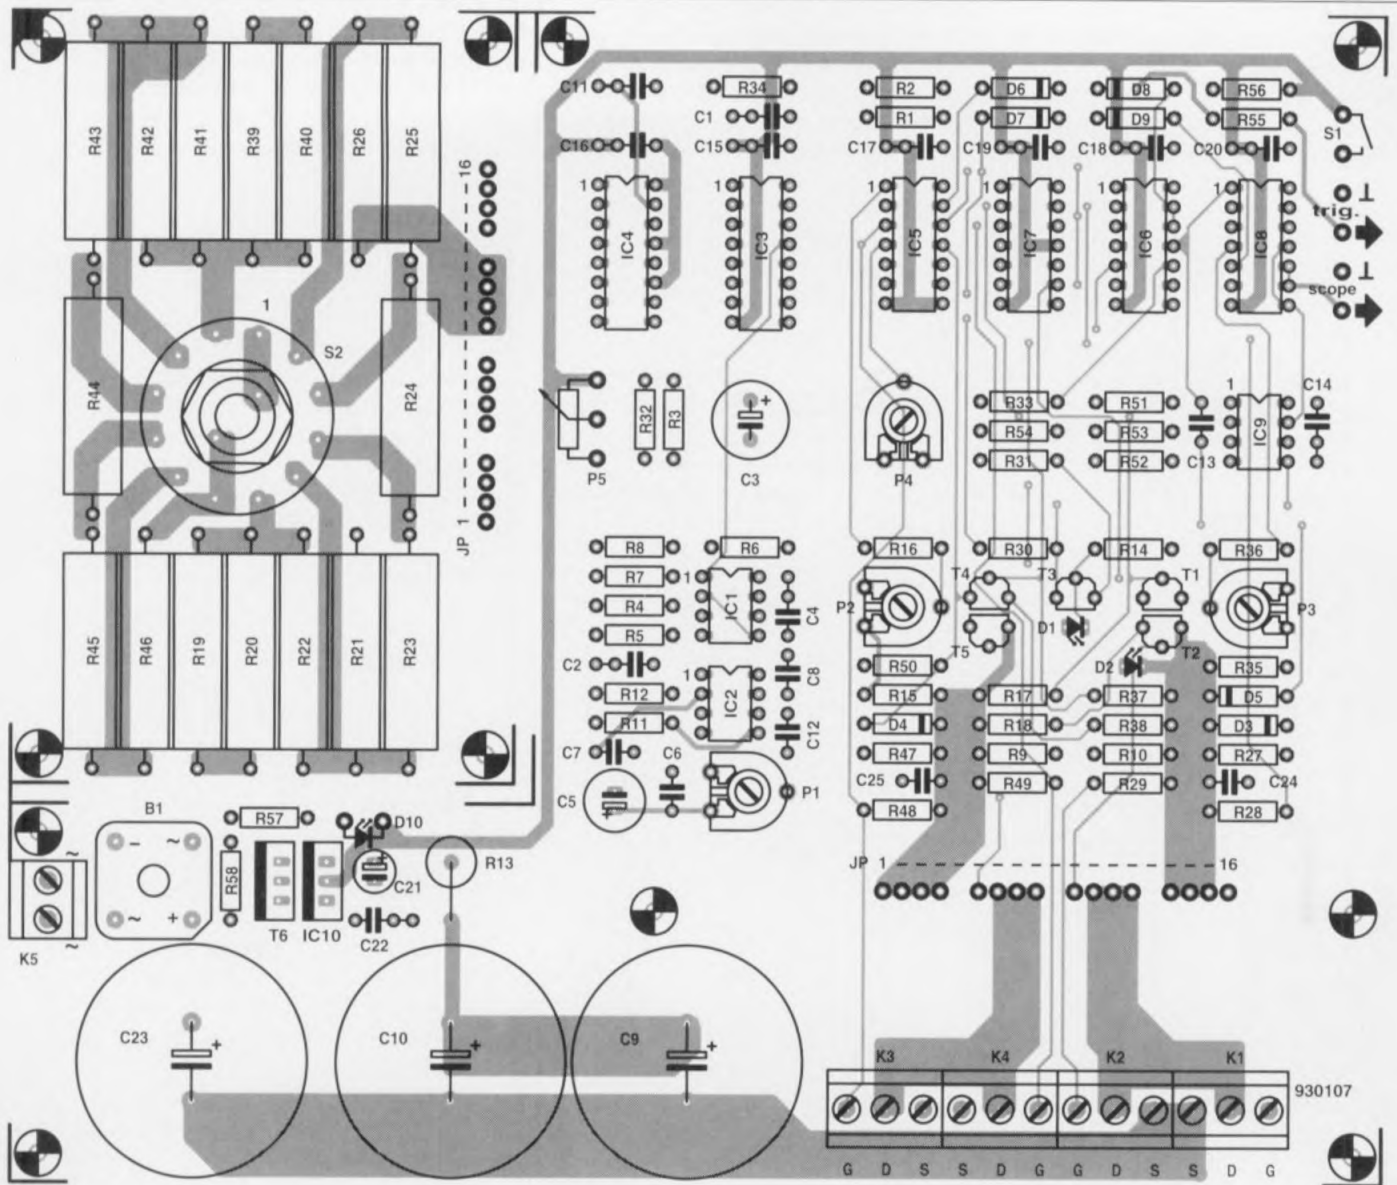 R43
R42
R41
R39
R40
R26
R25
16
C11
R34
R2
D6
D8
R56
C1
R1
D7
D9
R55
S1
C16
C15
C17
C19
C18
C20
1
1
1
1
1
1
IC4
IC3
IC5
IC7
IC6
IC8
trig.
scope
1
S2
R44
R24
P5
R32
R3
+
C3
P4
R33
R51
R54
R53
R31
R52
C13
1
IC9
C14
JP 1
R8
R6
R16
R30
R14
R36
R7
1
IC1
C4
P2
T4
T3
T1
P3
R4
R5
D1
T5
T2
D2
R45
R46
R19
R20
R22
R21
R23
C2
1
IC2
C8
R50
R35
R12
R15
R17
R37
D5
R11
D4
R18
R38
D3
C7
C6
C12
R47
R9
R10
R27
C5
+
P1
C25
R49
R29
C24
R48
R28
B1
R57
D10
~
- ~
~ +
R58
+
C21
R13
JP 1
16
T6
IC10
C22
K5
~
C23
+
C10
+
C9
+
K3
K4
K2
K1
930107
G D S S D G G D S S D G